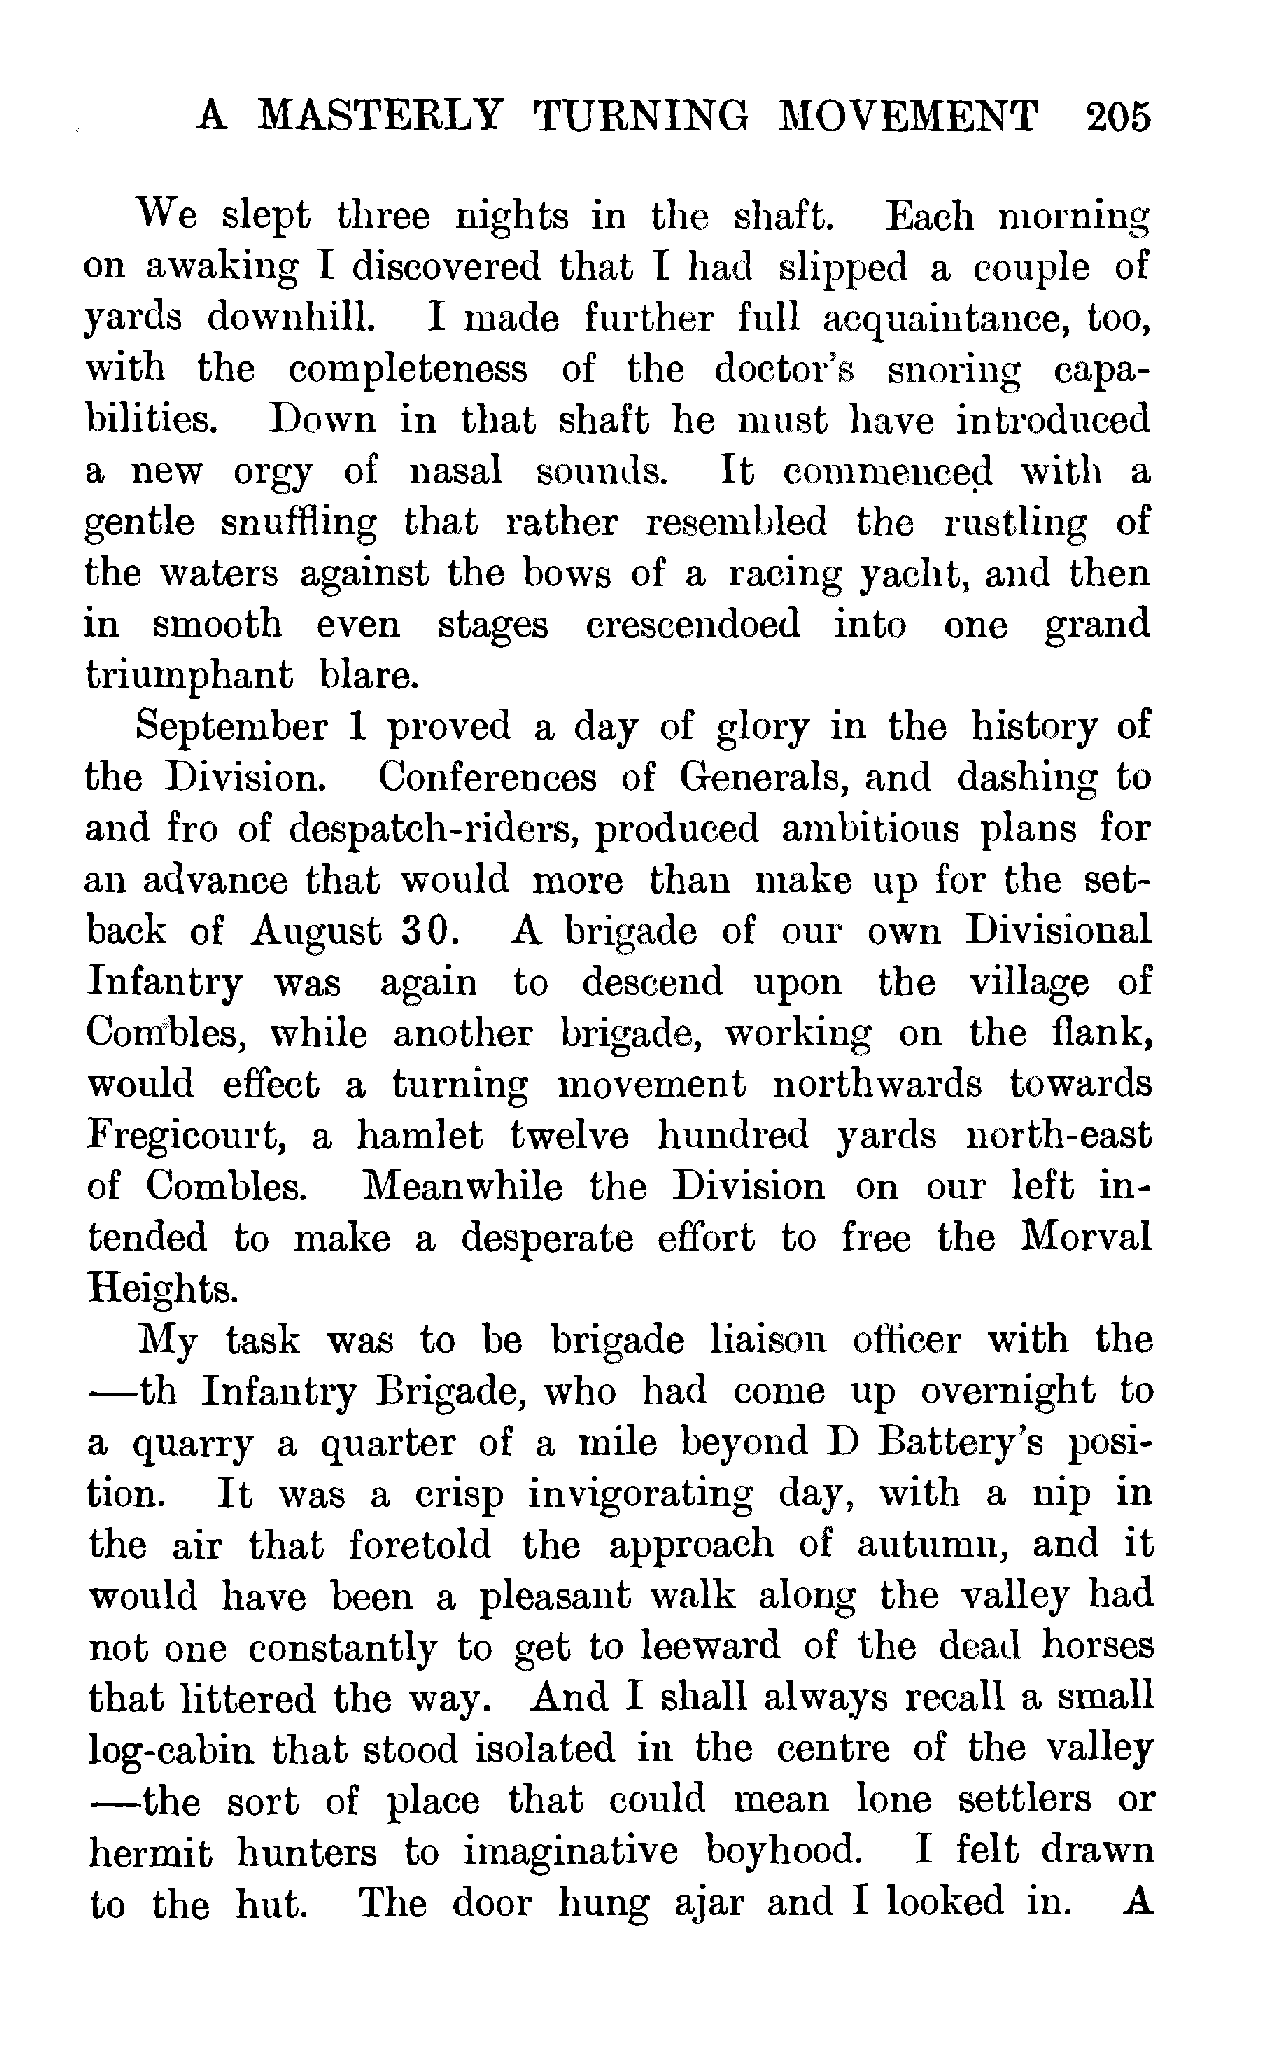 A MASTERLY TURNING MOVEMENT 205
We slept three nights in the shaft. Each morning
on awaking I discovered that I had slipped a couple of
yards downhill. I made further full acquaintance, too,
with the completeness of the doctor's snoring capa-
bilities. Down in that shaft he must have introduced
a new orgy of nasal sounds. It commenced with a
gentle snuffling that rather resembled the rustling of
the waters against the bows of a racing yacht, and then
in smooth even stages crescendoed into one grand
triumphant blare.
September 1 proved a day of glory in the history of
the Division. Conferences of Generals, and dashing to
and fro of despatch-riders, produced ambitious plans for
an advance that would more than make up for the set-
back of August 30. A brigade of our own Divisional
Infantry was again to descend upon the village of
Combles, while another brigade, working on the flank,
would effect a turning movement northwards towards
Fregicourt, a hamlet twelve hundred yards north-east
of Combles. Meanwhile the Division on our left in-
tended to make a desperate effort to free the Morval
Heights.
My task was to be brigade liaison officer with the
—th Infantry Brigade, who had come up overnight to
a quarry a quarter of a mile beyond D Battery's posi-
tion. It was a crisp invigorating day, with a nip in
the air that foretold the approach of autumn, and it
would have been a pleasant walk along the valley had
not one constantly to get to leeward of the dead horses
that littered the way. And I shall always recall a small
log-cabin that stood isolated in the centre of the valley
—the sort of place that could mean lone settlers or
hermit hunters to imaginative boyhood. I felt drawn
to the hut. The door hung ajar and I looked in. A